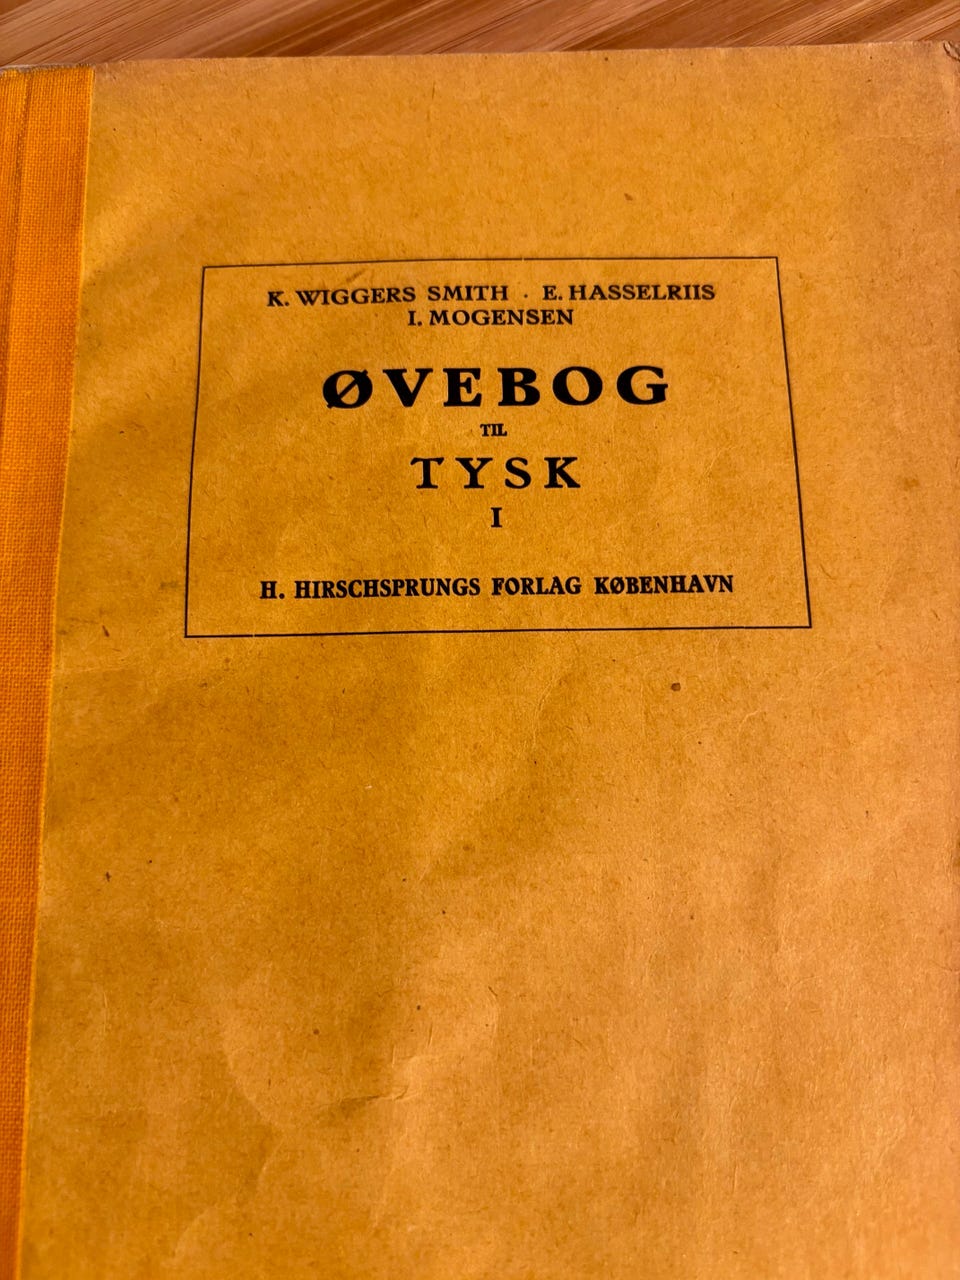 K. WIGGERS SMITH · E. HASSELRIIS
I. MOGENSEN
ØVEBOG
TIL
TYSK
I
H. HIRSCHSPRUNGS FORLAG KØBENHAVN